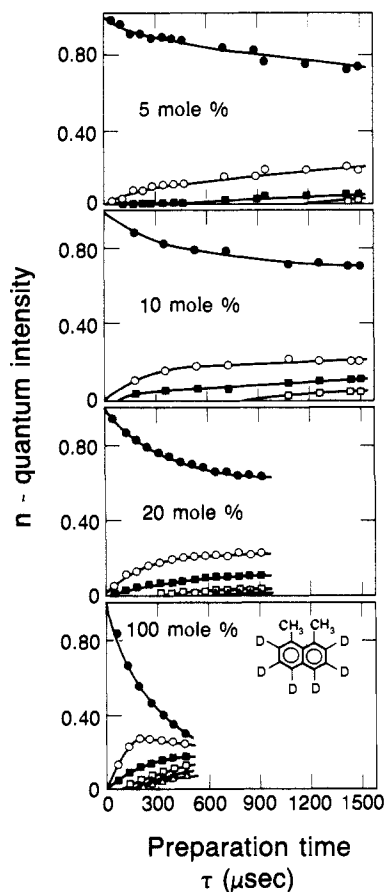 0.80
5 mole %
0.40
0
0.80
10 mole %
0.40
0
0.80
20 mole %
0.40
0
100 mole %
CH3 CH3
D D
D D
D D
0.80
0.40
0
0 300 600 900 1200 1500
n - quantum intensity
Preparation time
τ (μsec)